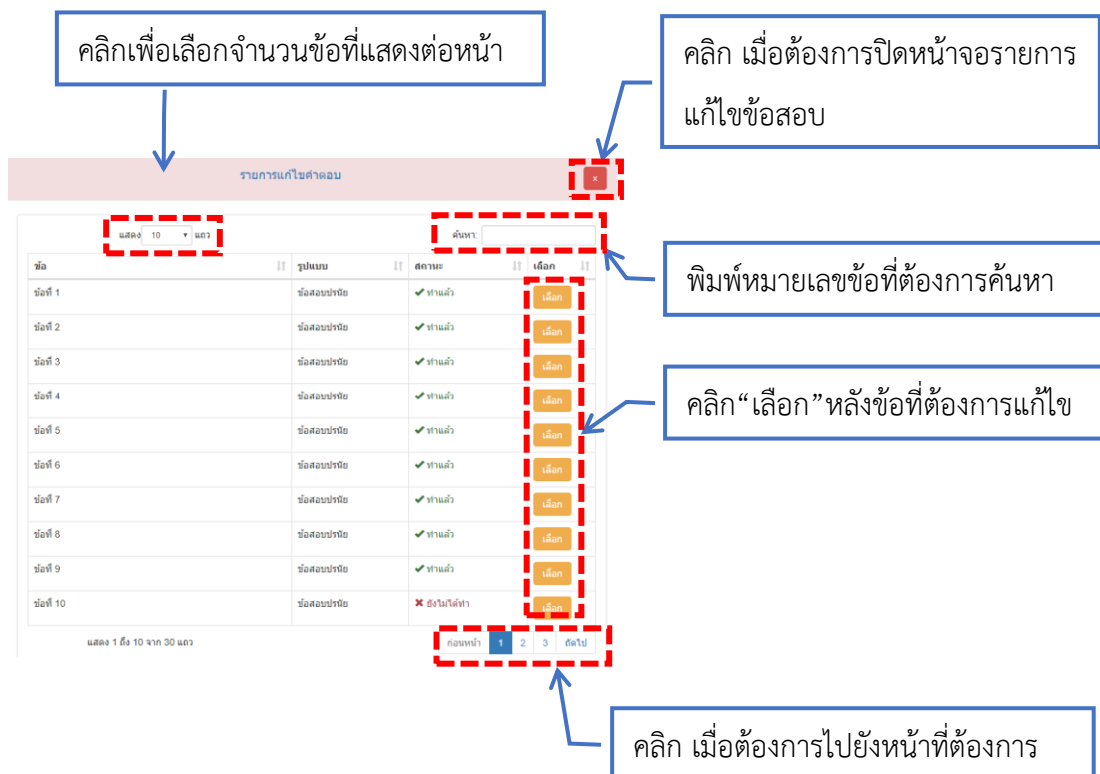 คลิกเพื่อเลือกจำนวนข้อที่แสดงต่อหน้า
คลิก เมื่อต้องการปิดหน้าจอรายการ
แก้ไขข้อสอบ
รายการแก้ไขคำตอบ
x
แสดง 10 แถว
ค้นหา:
พิมพ์หมายเลขข้อที่ต้องการค้นหา
ข้อ รูปแบบ สถานะ เลือก
ข้อที่ 1 ข้อสอบปรนัย ทำแล้ว เลือก
ข้อที่ 2 ข้อสอบปรนัย ทำแล้ว เลือก
ข้อที่ 3 ข้อสอบปรนัย ทำแล้ว เลือก
ข้อที่ 4 ข้อสอบปรนัย ทำแล้ว เลือก
คลิก“เลือก”หลังข้อที่ต้องการแก้ไข
ข้อที่ 5 ข้อสอบปรนัย ทำแล้ว เลือก
ข้อที่ 6 ข้อสอบปรนัย ทำแล้ว เลือก
ข้อที่ 7 ข้อสอบปรนัย ทำแล้ว เลือก
ข้อที่ 8 ข้อสอบปรนัย ทำแล้ว เลือก
ข้อที่ 9 ข้อสอบปรนัย ทำแล้ว เลือก
ข้อที่ 10 ข้อสอบปรนัย ยังไม่ได้ทำ เลือก
แสดง 1 ถึง 10 จาก 30 แถว
ก่อนหน้า 1 2 3 ถัดไป
คลิก เมื่อต้องการไปยังหน้าที่ต้องการ